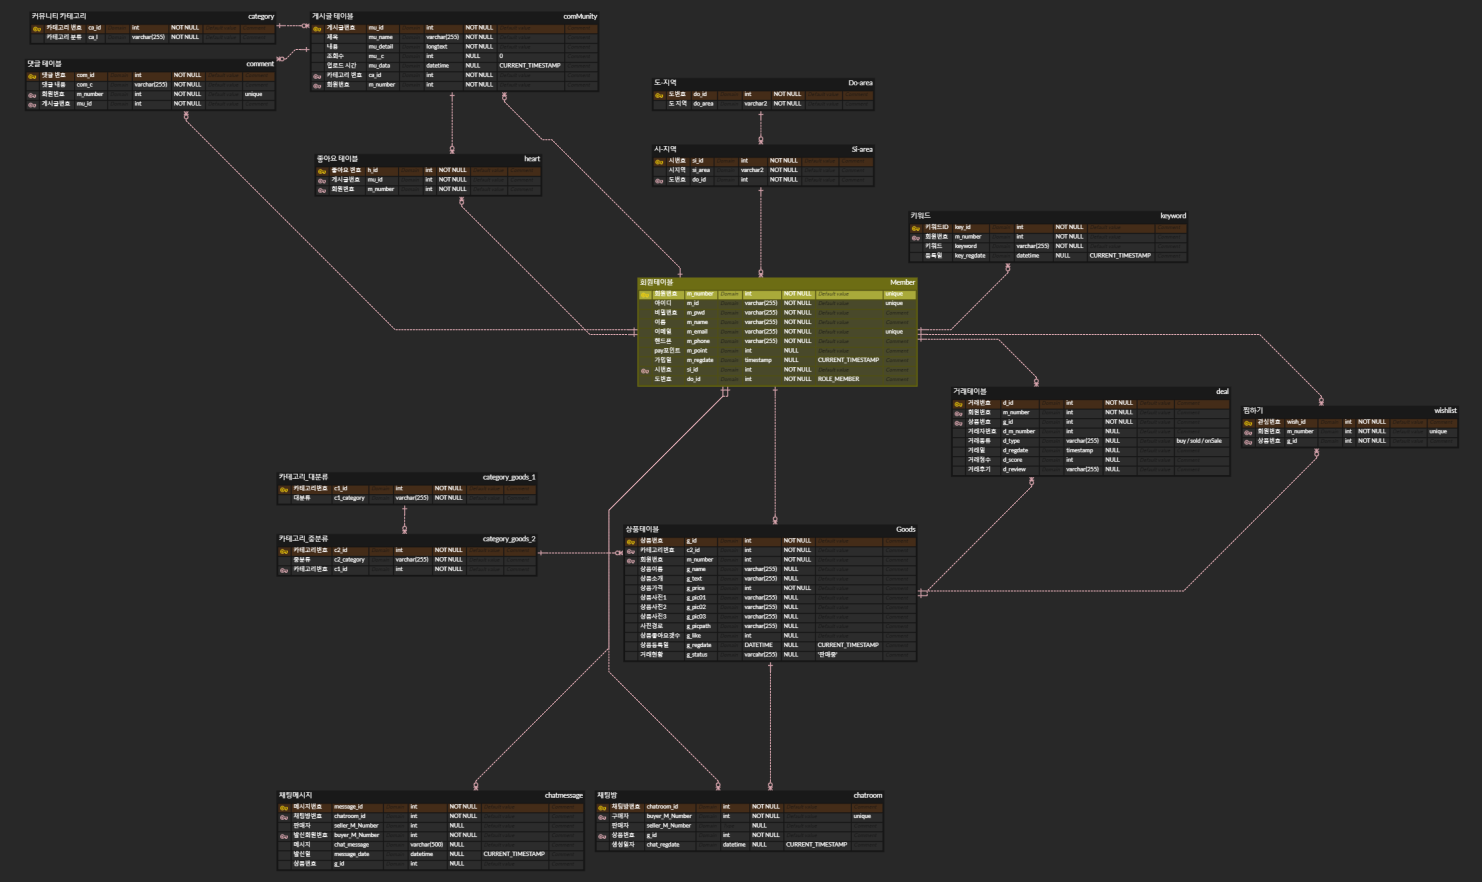 커뮤니티 카테고리 category
카테고리 번호 ca_id int NOT NULL
카테고리 분류 ca_l varchar(255) NOT NULL
게시글 테이블 comMunity
게시글번호 mu_id int NOT NULL
제목 mu_name varchar(255) NOT NULL
내용 mu_detail longtext NOT NULL
조회수 mu_c int NULL 0
업로드 시간 mu_data datetime NULL CURRENT_TIMESTAMP
카테고리 번호 ca_id int NOT NULL
회원 번호 m_number int NOT NULL
댓글 테이블 comment
댓글 번호 com_id int NOT NULL
댓글 내용 com_c varchar(255) NOT NULL
회원번호 m_number int NOT NULL unique
게시글번호 mu_id int NOT NULL
도-지역 Do-area
도번호 do_id int NOT NULL
도 지역 do_area varchar2 NOT NULL
좋아요 테이블 heart
좋아요 번호 h_id int NOT NULL
게시글번호 mu_id int NOT NULL
회원번호 m_number int NOT NULL
시-지역 Si-area
시번호 si_id int NOT NULL
시지역 si_area varchar2 NOT NULL
도번호 do_id int NOT NULL
키워드 keyword
키워드ID key_id int NOT NULL
회원번호 m_number int NOT NULL
키워드 keyword varchar(255) NOT NULL
등록일 key_regdate datetime NULL CURRENT_TIMESTAMP
회원테이블 Member
회원번호 m_number Domain int NOT NULL Default value unique
아이디 m_id Domain varchar(255) NOT NULL Default value unique
비밀번호 m_pwd Domain varchar(255) NOT NULL Default value Comment
이름 m_name Domain varchar(255) NOT NULL Default value Comment
이메일 m_email Domain varchar(255) NOT NULL Default value unique
핸드폰 m_phone Domain varchar(255) NOT NULL Default value Comment
pay포인트 m_point Domain int NULL Default value Comment
가입일 m_regdate Domain timestamp NULL CURRENT_TIMESTAMP Comment
시번호 si_id Domain int NOT NULL Default value Comment
도번호 do_id Domain int NOT NULL ROLE_MEMBER Comment
거래테이블 deal
거래번호 d_id int NOT NULL
회원번호 m_number int NOT NULL
상품번호 g_id int NOT NULL
거래자번호 d_m_number int NULL
거래종류 d_type varchar(255) NULL buy / sold / onSale
거래일 d_regdate timestamp NULL
거래점수 d_score int NULL
거래후기 d_review varchar(255) NULL
찜하기 wishlist
관심번호 wish_id int NOT NULL
회원번호 m_number int NOT NULL unique
상품번호 g_id int NOT NULL
카테고리_대분류 category_goods_1
카테고리번호 c1_id int NOT NULL
대분류 c1_category varchar(255) NOT NULL
카테고리_중분류 category_goods_2
카테고리번호 c2_id int NOT NULL
중분류 c2_category varchar(255) NOT NULL
카테고리번호 c1_id int NOT NULL
상품테이블 Goods
상품번호 g_id int NOT NULL
카테고리번호 c2_id int NOT NULL
회원번호 m_number int NOT NULL
상품이름 g_name varchar(255) NULL
상품소개 g_text varchar(255) NULL
상품가격 g_price int NOT NULL
상품사진1 g_pic01 varchar(255) NULL
상품사진2 g_pic02 varchar(255) NULL
상품사진3 g_pic03 varchar(255) NULL
사진경로 g_picpath varchar(255) NULL
상품좋아요갯수 g_like int NULL
상품등록일 g_regdate DATETIME NULL CURRENT_TIMESTAMP
거래현황 g_status varcahr(255) NULL '판매중'
채팅메시지 chatmessage
메시지번호 message_id int NOT NULL
채팅방번호 chatroom_id int NOT NULL
판매자 seller_M_Number int NULL
발신회원번호 buyer_M_Number int NOT NULL
메시지 chat_message varchar(500) NULL
발신일 message_date datetime NULL CURRENT_TIMESTAMP
상품번호 g_id int NULL
채팅방 chatroom
채팅방번호 chatroom_id int NOT NULL
구매자 buyer_M_Number int NOT NULL unique
판매자 seller_M_Number NULL
상품번호 g_id int NOT NULL
생성일자 chat_regdate datetime NULL CURRENT_TIMESTAMP